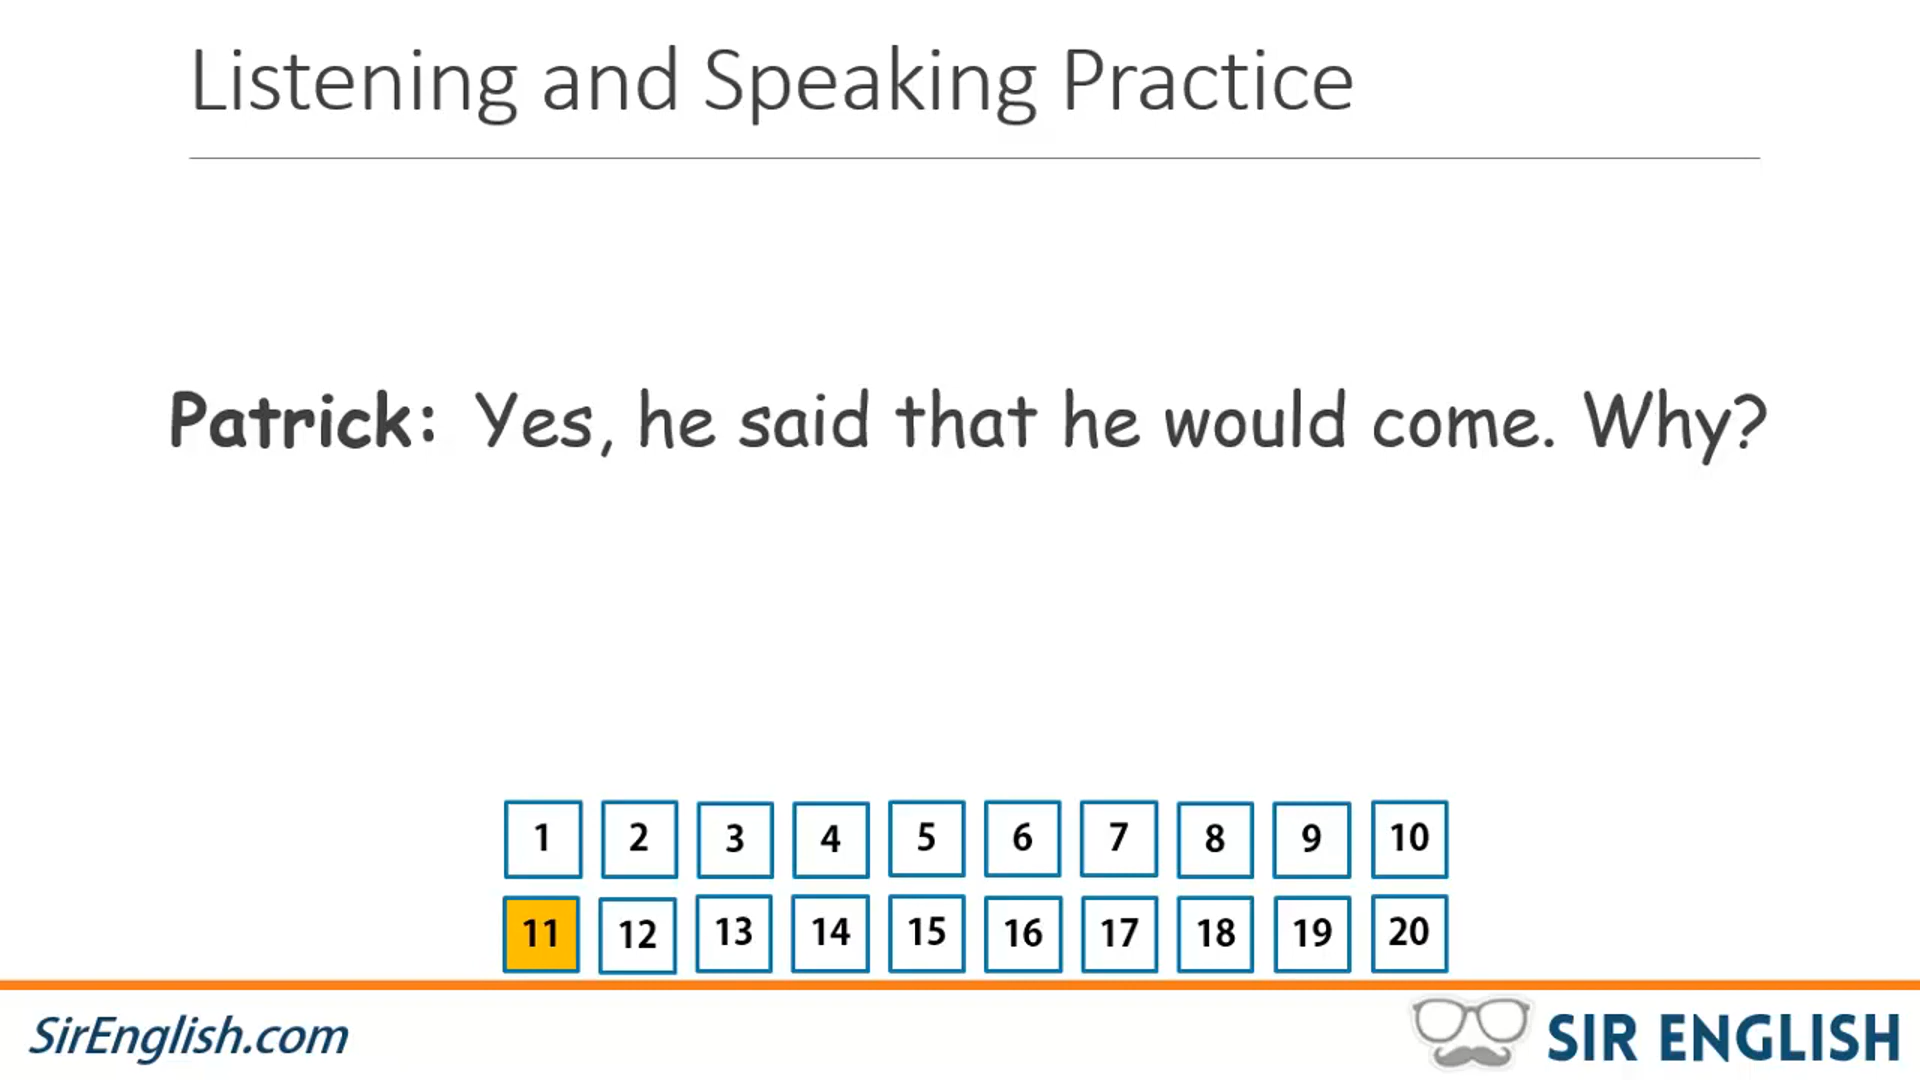 Listening and Speaking Practice
Patrick: Yes, he said that he would come. Why?
1 2 3 4 5 6 7 8 9 10
11 12 13 14 15 16 17 18 19 20
SirEnglish.com
SIR ENGLISH